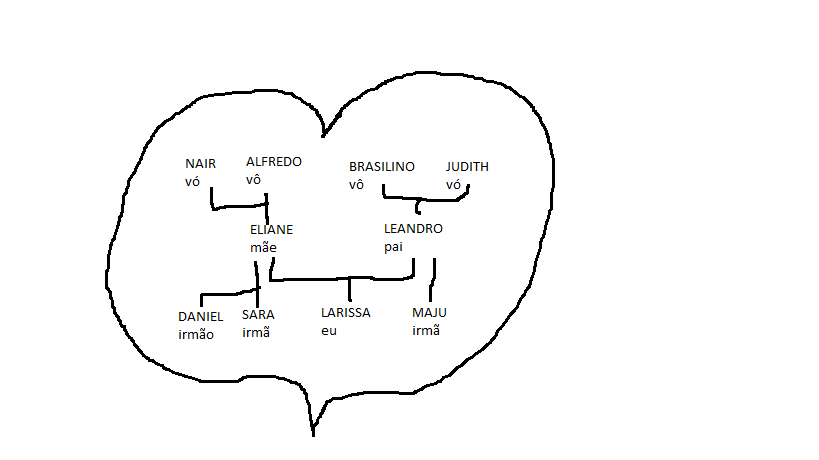 NAIR
vó
ALFREDO
vô
BRASILINO
vô
JUDITH
vó
ELIANE
mãe
LEANDRO
pai
DANIEL
irmão
SARA
irmã
LARISSA
eu
MAJU
irmã